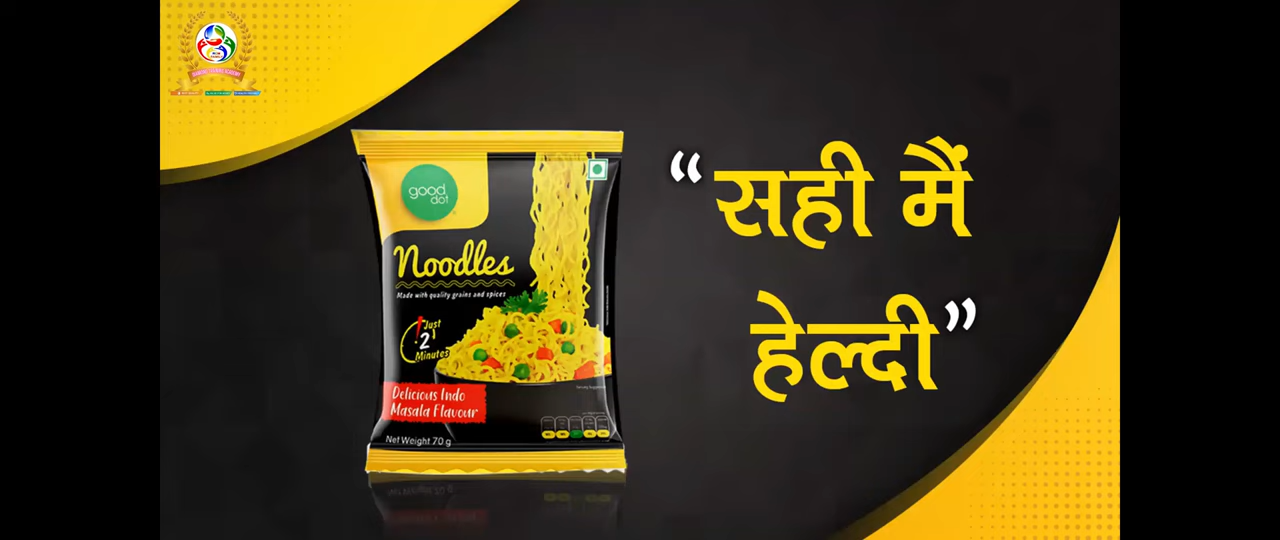 good
dot
Noodles
Made with quality grains and spices
Just
2
Minutes
Delicious Indo
Masala Flavour
Net Weight 70 g
“सही मैं
हेल्दी”